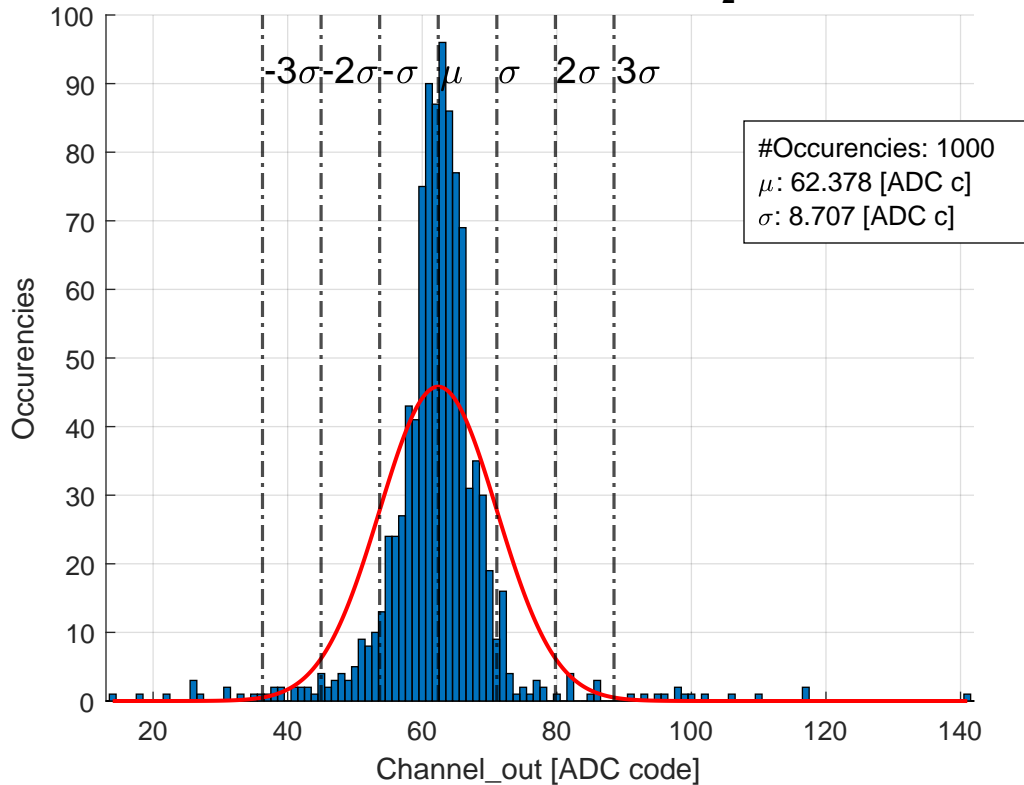 2
100
90
80
70
60
50
40
30
20
10
0
Occurencies
-3σ
-2σ
-σ
μ
σ
2σ
3σ
#Occurencies: 1000
μ: 62.378 [ADC c]
σ: 8.707 [ADC c]
20
40
60
80
100
120
140
Channel_out [ADC code]